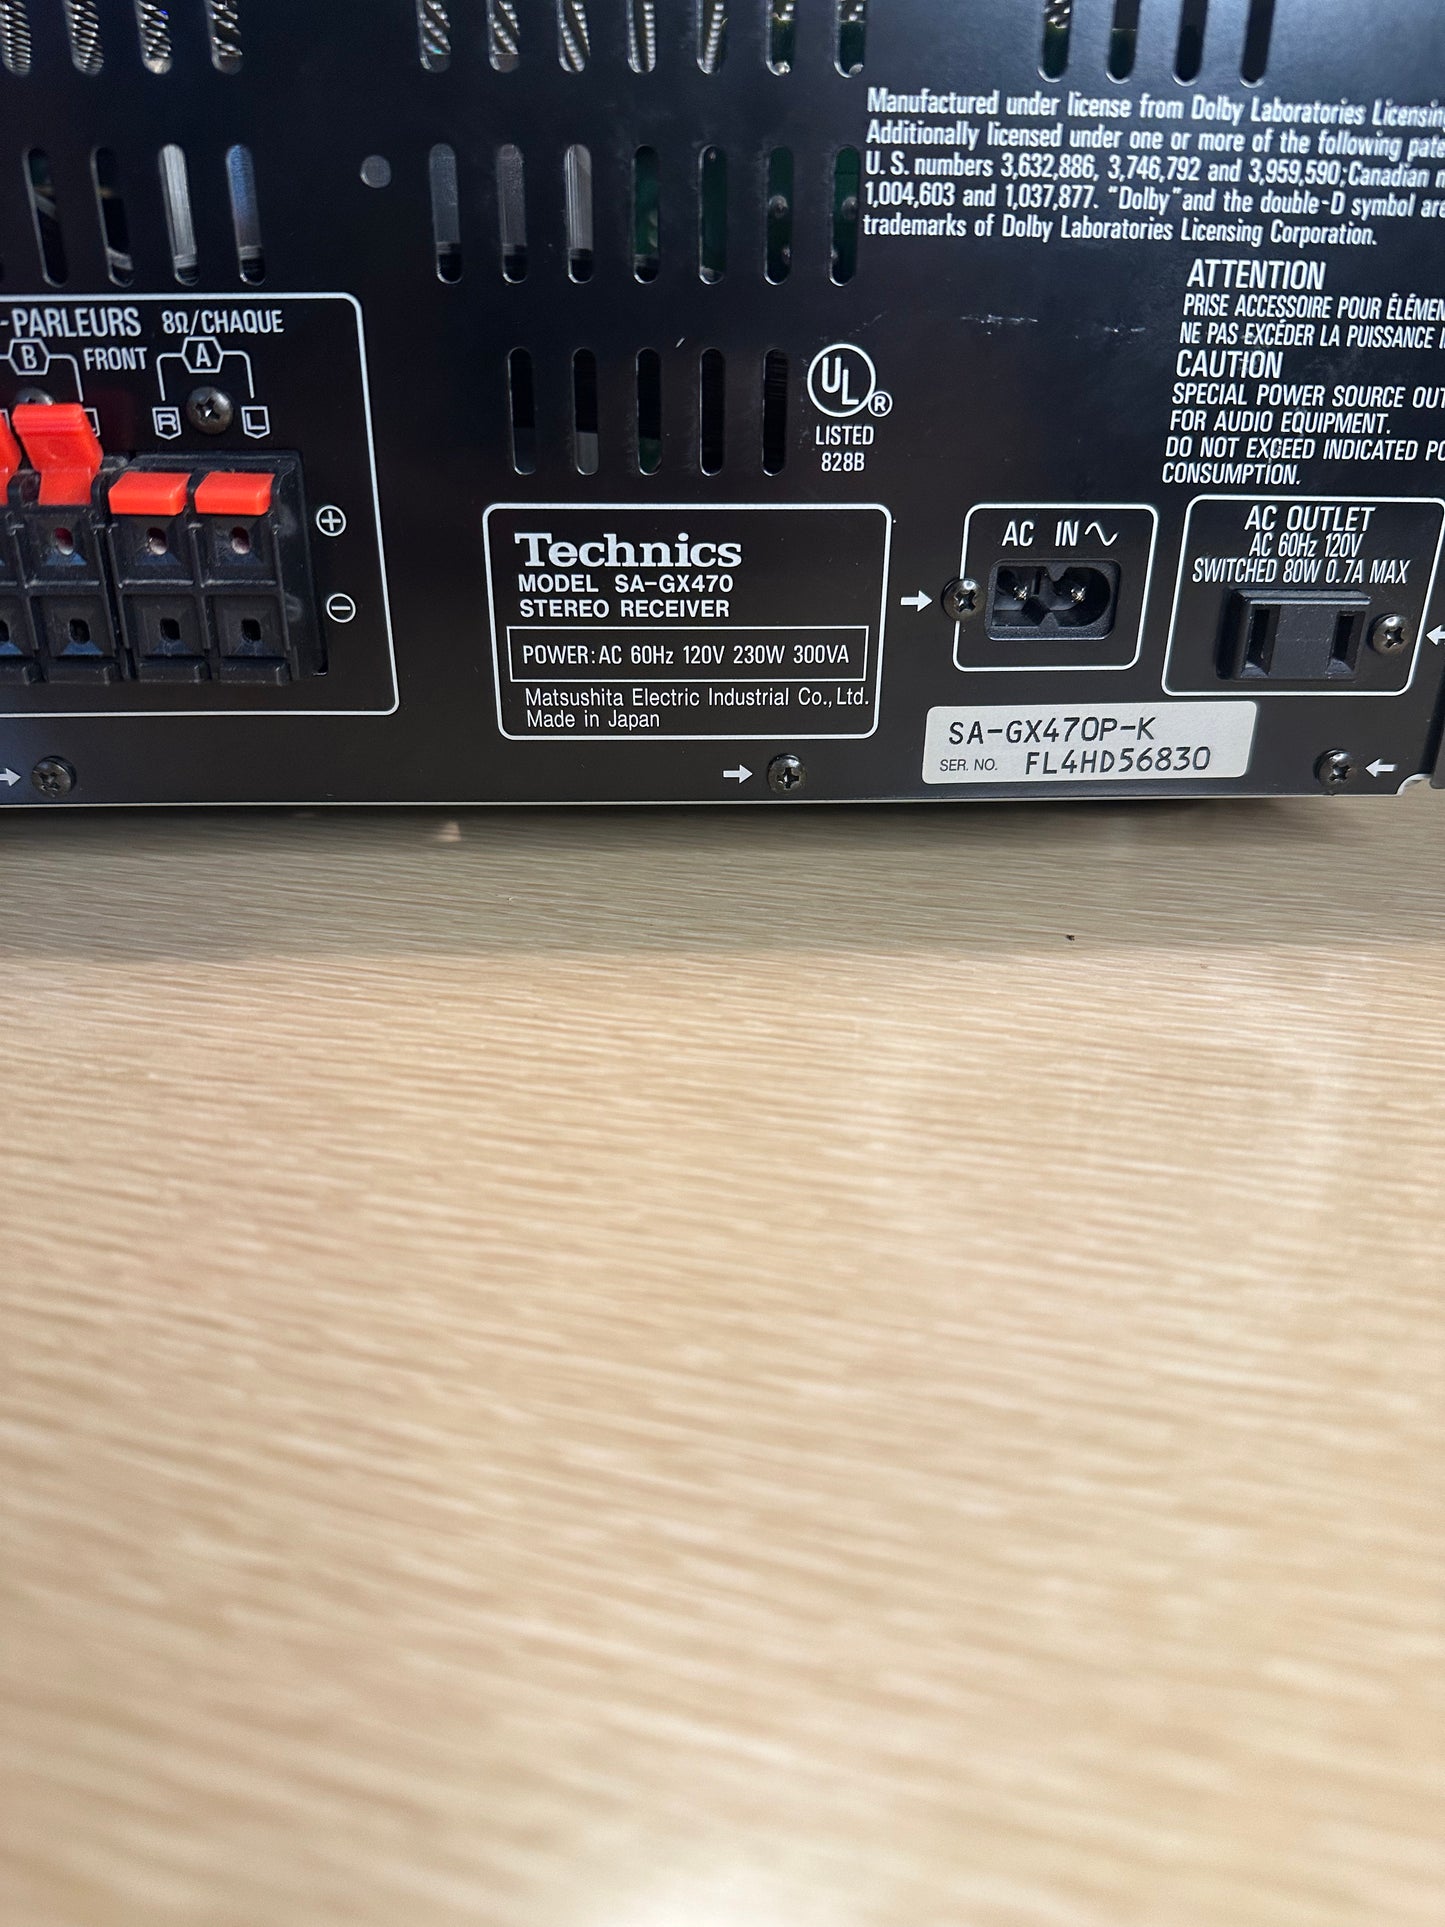 Manufactured under license from Dolby Laboratories Licensing
Additionally licensed under one or more of the following
U.S. numbers 3,632,886, 3,746,792 and 3,959,590; Canadian
1,004,603 and 1,037,877. "Dolby" and the double-D symbol are
trademarks of Dolby Laboratories Licensing Corporation.
ATTENTION
PRISE ACCESSOIRE POUR
NE PAS EXCÉDER LA PUISSANCE
CAUTION
SPECIAL POWER SOURCE
FOR AUDIO EQUIPMENT.
DO NOT EXCEED INDICATED
CONSUMPTION.
-PARLEURS 8Ω/CHAQUE
B FRONT A
R L
+
−
UL ®
LISTED
828B
Technics
MODEL SA-GX470
STEREO RECEIVER
POWER: AC 60Hz 120V 230W 300VA
Matsushita Electric Industrial Co., Ltd.
Made in Japan
AC IN ∿
AC OUTLET
AC 60Hz 120V
SWITCHED 80W 0.7A MAX
SA-GX470P-K
SER. NO. FL4HD56830